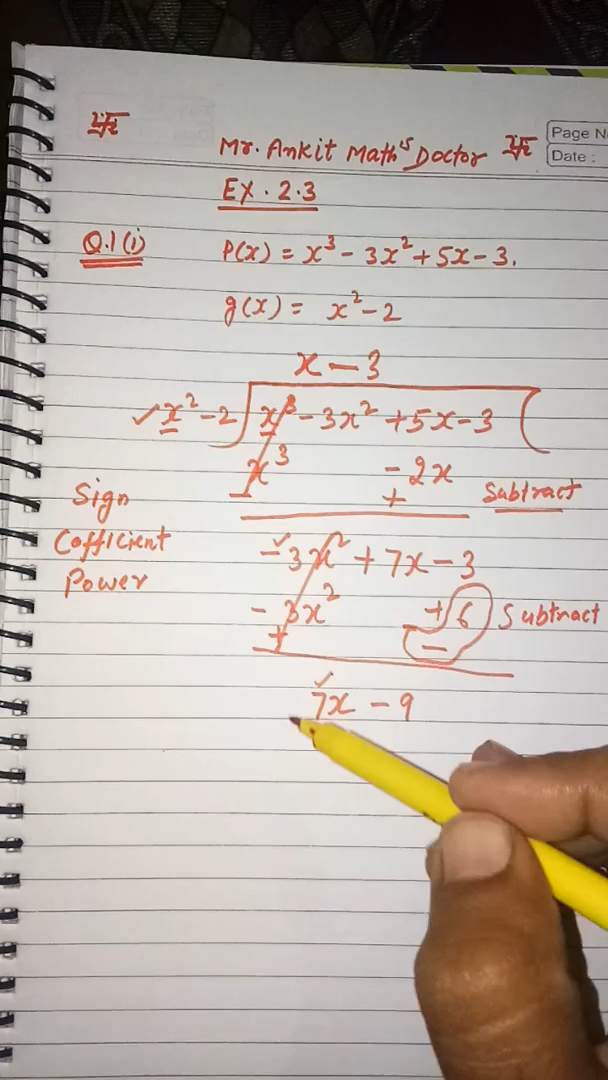 Page N
Date :
Mr. Ankit Math's Doctor
EX. 2.3
Q.1(i) P(x) = x³ - 3x² + 5x - 3.
g(x) = x² - 2
x - 3
x² - 2 ) x³ - 3x² + 5x - 3 (
x³ - 2x
- + Subtract
Sign
Cofficient
Power
- 3x² + 7x - 3
- 3x² + 6 Subtract
+ -
7x - 9